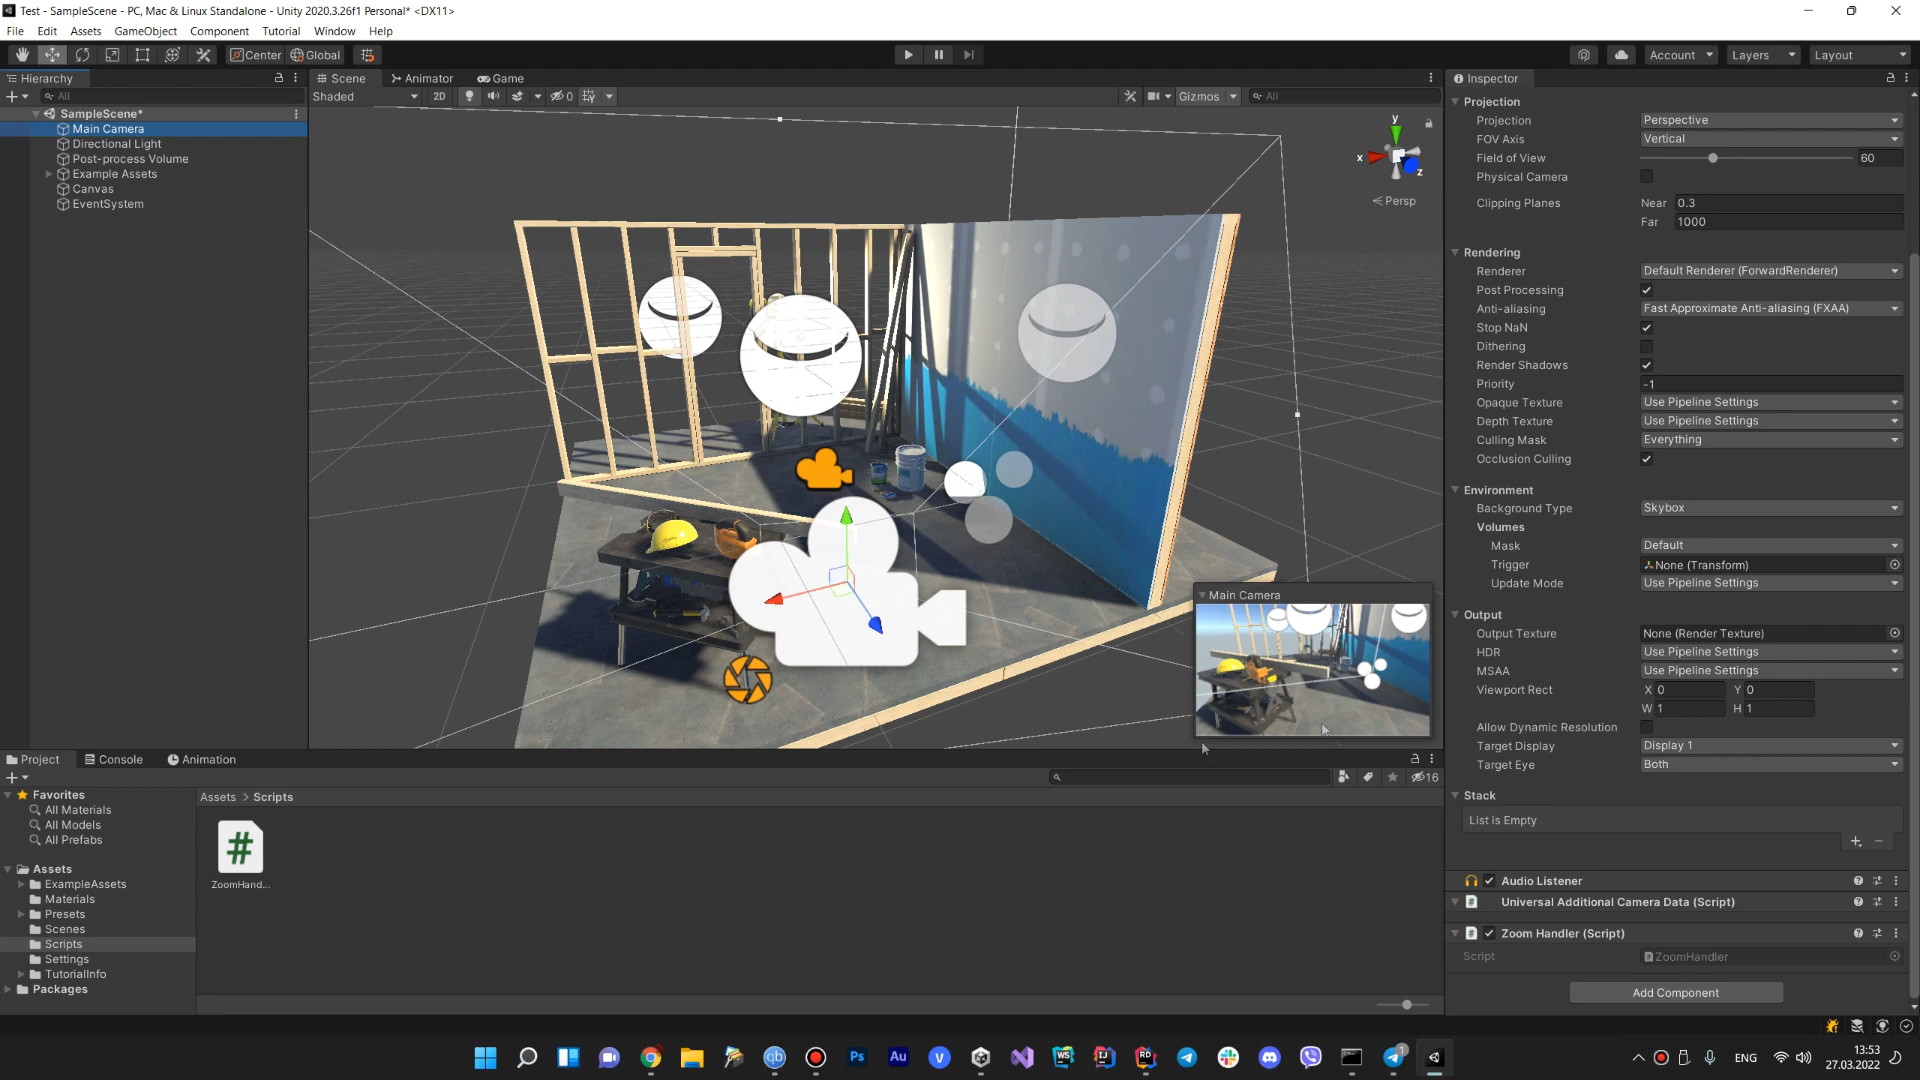 Test - SampleScene - PC, Mac & Linux Standalone - Unity 2020.3.26f1 Personal* <DX11>
File Edit Assets GameObject Component Tutorial Window Help
Center Global
Account Layers Layout
Hierarchy
All
SampleScene*
Main Camera
Directional Light
Post-process Volume
Example Assets
Canvas
EventSystem
Scene Animator Game
Shaded 2D 0 Gizmos All
y
x
z
Persp
Main Camera
Inspector
Projection
Projection Perspective
FOV Axis Vertical
Field of View 60
Physical Camera
Clipping Planes Near 0.3
Far 1000
Rendering
Renderer Default Renderer (ForwardRenderer)
Post Processing
Anti-aliasing Fast Approximate Anti-aliasing (FXAA)
Stop NaN
Dithering
Render Shadows
Priority -1
Opaque Texture Use Pipeline Settings
Depth Texture Use Pipeline Settings
Culling Mask Everything
Occlusion Culling
Environment
Background Type Skybox
Volumes
Mask Default
Trigger None (Transform)
Update Mode Use Pipeline Settings
Output
Output Texture None (Render Texture)
HDR Use Pipeline Settings
MSAA Use Pipeline Settings
Viewport Rect X 0 Y 0
W 1 H 1
Allow Dynamic Resolution
Target Display Display 1
Target Eye Both
Stack
List is Empty
Audio Listener
Universal Additional Camera Data (Script)
Zoom Handler (Script)
Script ZoomHandler
Add Component
Project Console Animation
16
Favorites
All Materials
All Models
All Prefabs
Assets
ExampleAssets
Materials
Presets
Scenes
Scripts
Settings
TutorialInfo
Packages
Assets > Scripts
#
ZoomHand...
qb Ps Au V WS IJ RD 1
ENG
13:53
27.03.2022